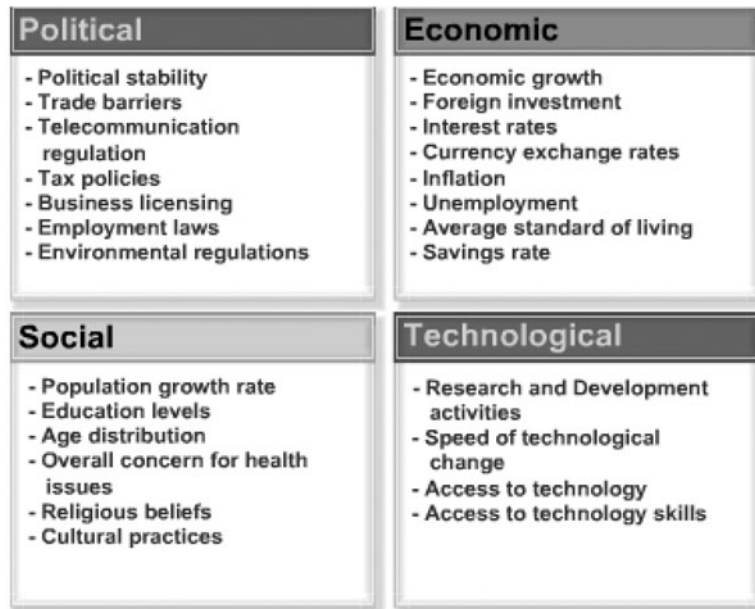 Political
- Political stability
- Trade barriers
- Telecommunication
regulation
- Tax policies
- Business licensing
- Employment laws
- Environmental regulations
Economic
- Economic growth
- Foreign investment
- Interest rates
- Currency exchange rates
- Inflation
- Unemployment
- Average standard of living
- Savings rate
Social
- Population growth rate
- Education levels
- Age distribution
- Overall concern for health
issues
- Religious beliefs
- Cultural practices
Technological
- Research and Development
activities
- Speed of technological
change
- Access to technology
- Access to technology skills